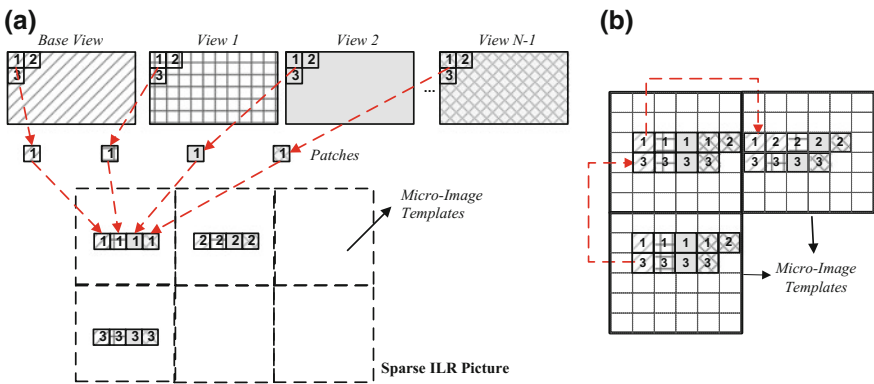 (a)
Base View View 1 View 2 View N-1
1 2 1 2 1 2 1 2
3 3 3 3
...
1 1 1 1 Patches
Micro-Image
Templates
1 1 1 1 2 2 2 2
3 3 3 3
Sparse ILR Picture
(b)
1 1 1 1 2 1 2 2 2 2
3 3 3 3 3 3 3 3
1 1 1 1 2
3 3 3 3
Micro-Image
Templates